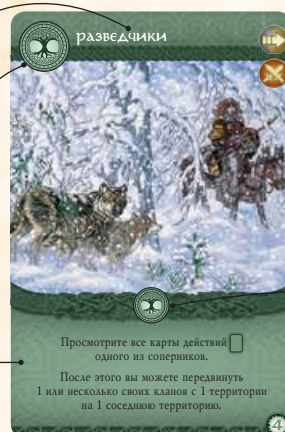 разведчики
Просмотрите все карты действий
одного из соперников.
После этого вы можете передвинуть
1 или несколько своих кланов с 1 территории
на 1 соседнюю территорию.
4